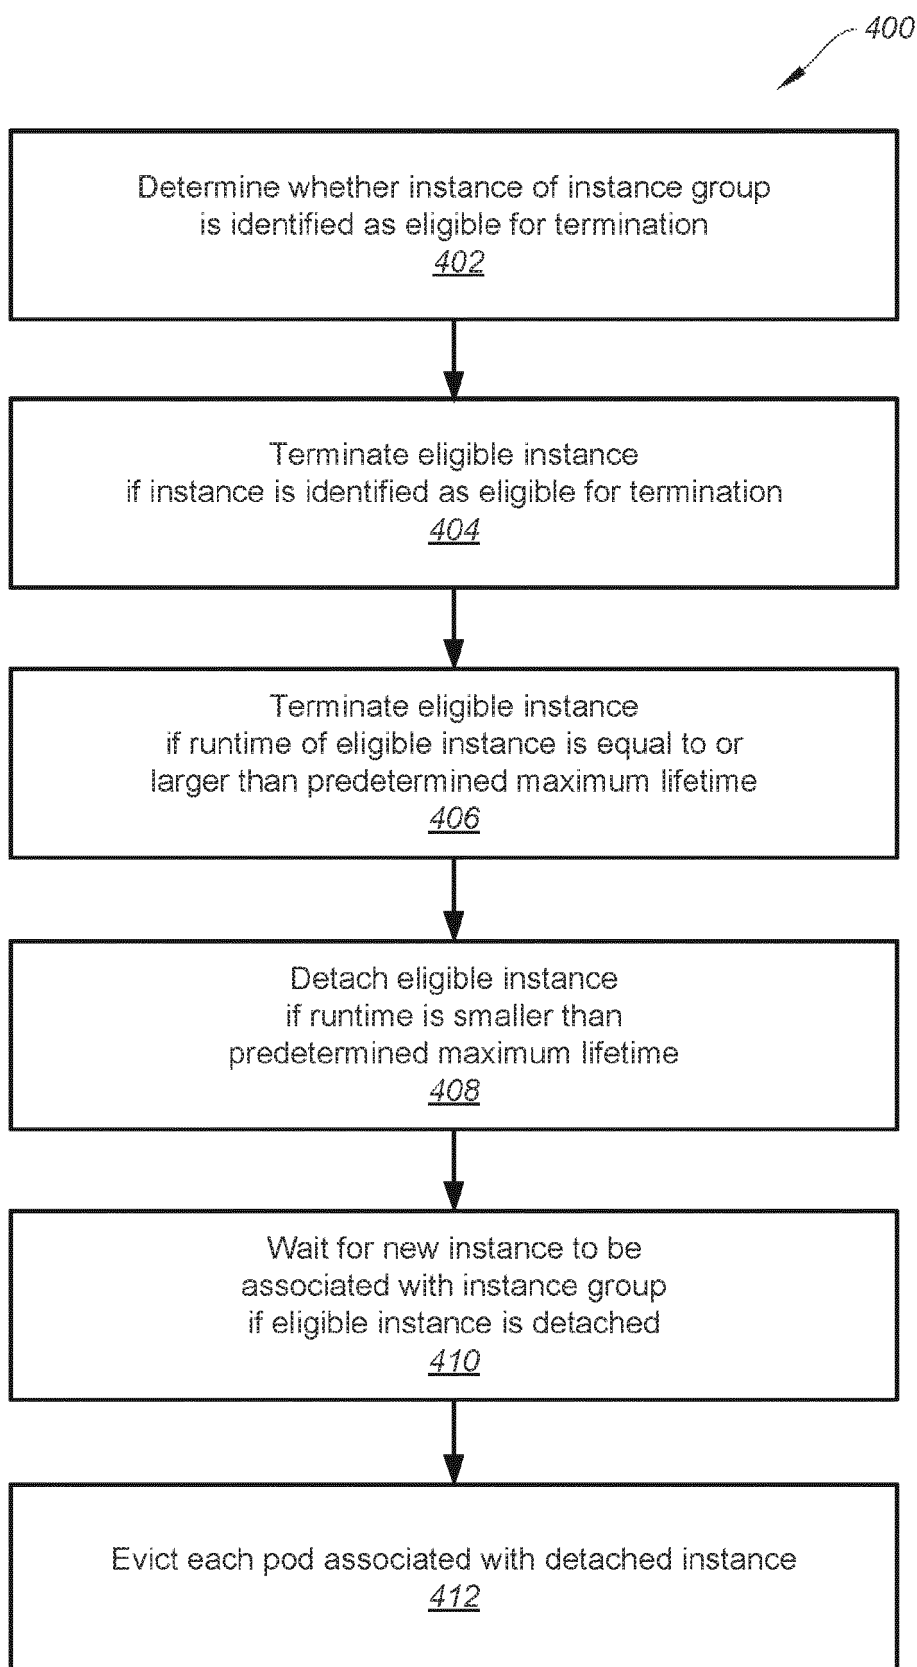 400
Determine whether instance of instance group
is identified as eligible for termination
402
Terminate eligible instance
if instance is identified as eligible for termination
404
Terminate eligible instance
if runtime of eligible instance is equal to or
larger than predetermined maximum lifetime
406
Detach eligible instance
if runtime is smaller than
predetermined maximum lifetime
408
Wait for new instance to be
associated with instance group
if eligible instance is detached
410
Evict each pod associated with detached instance
412